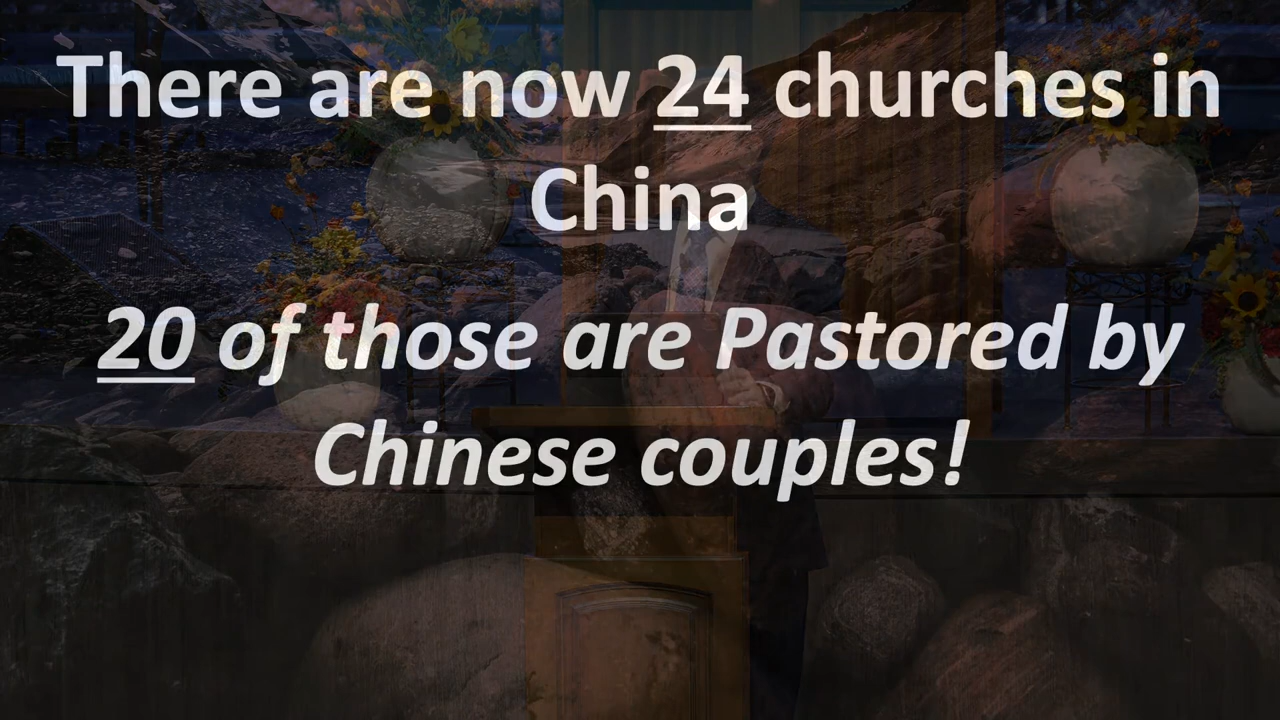 There are now 24 churches in
China
20 of those are Pastored by
Chinese couples!